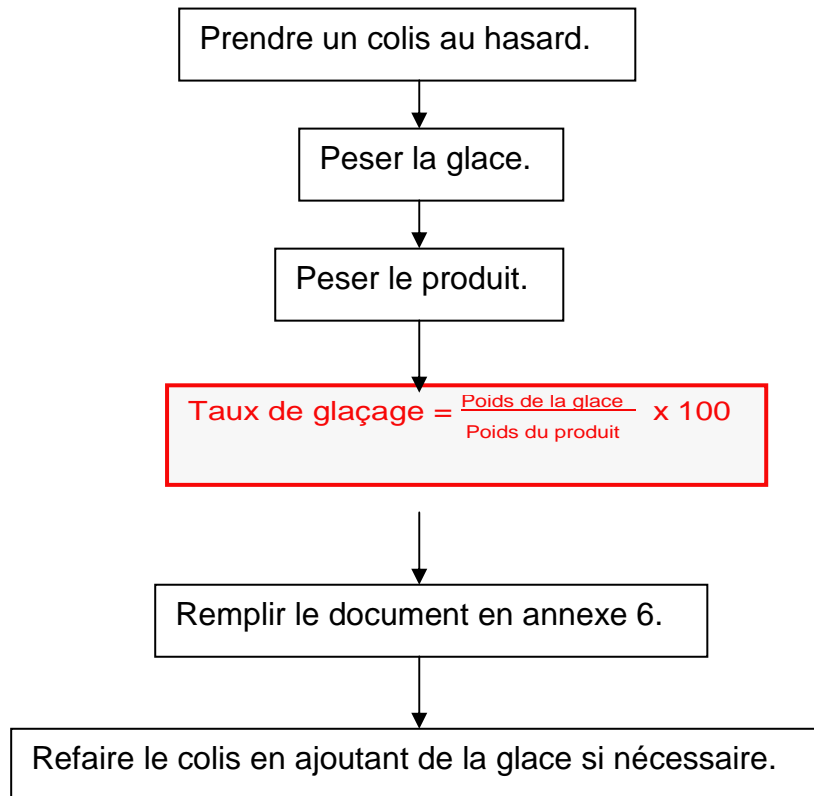 Prendre un colis au hasard.
Peser la glace.
Peser le produit.
Taux de glaçage = Poids de la glace / Poids du produit x 100
Remplir le document en annexe 6.
Refaire le colis en ajoutant de la glace si nécessaire.